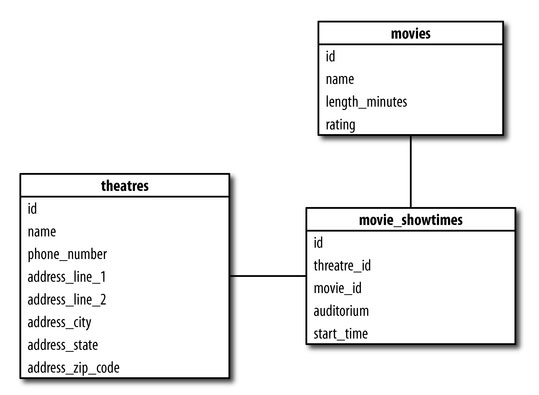 movies
id
name
length_minutes
rating
theatres
id
name
phone_number
address_line_1
address_line_2
address_city
address_state
address_zip_code
movie_showtimes
id
threatre_id
movie_id
auditorium
start_time